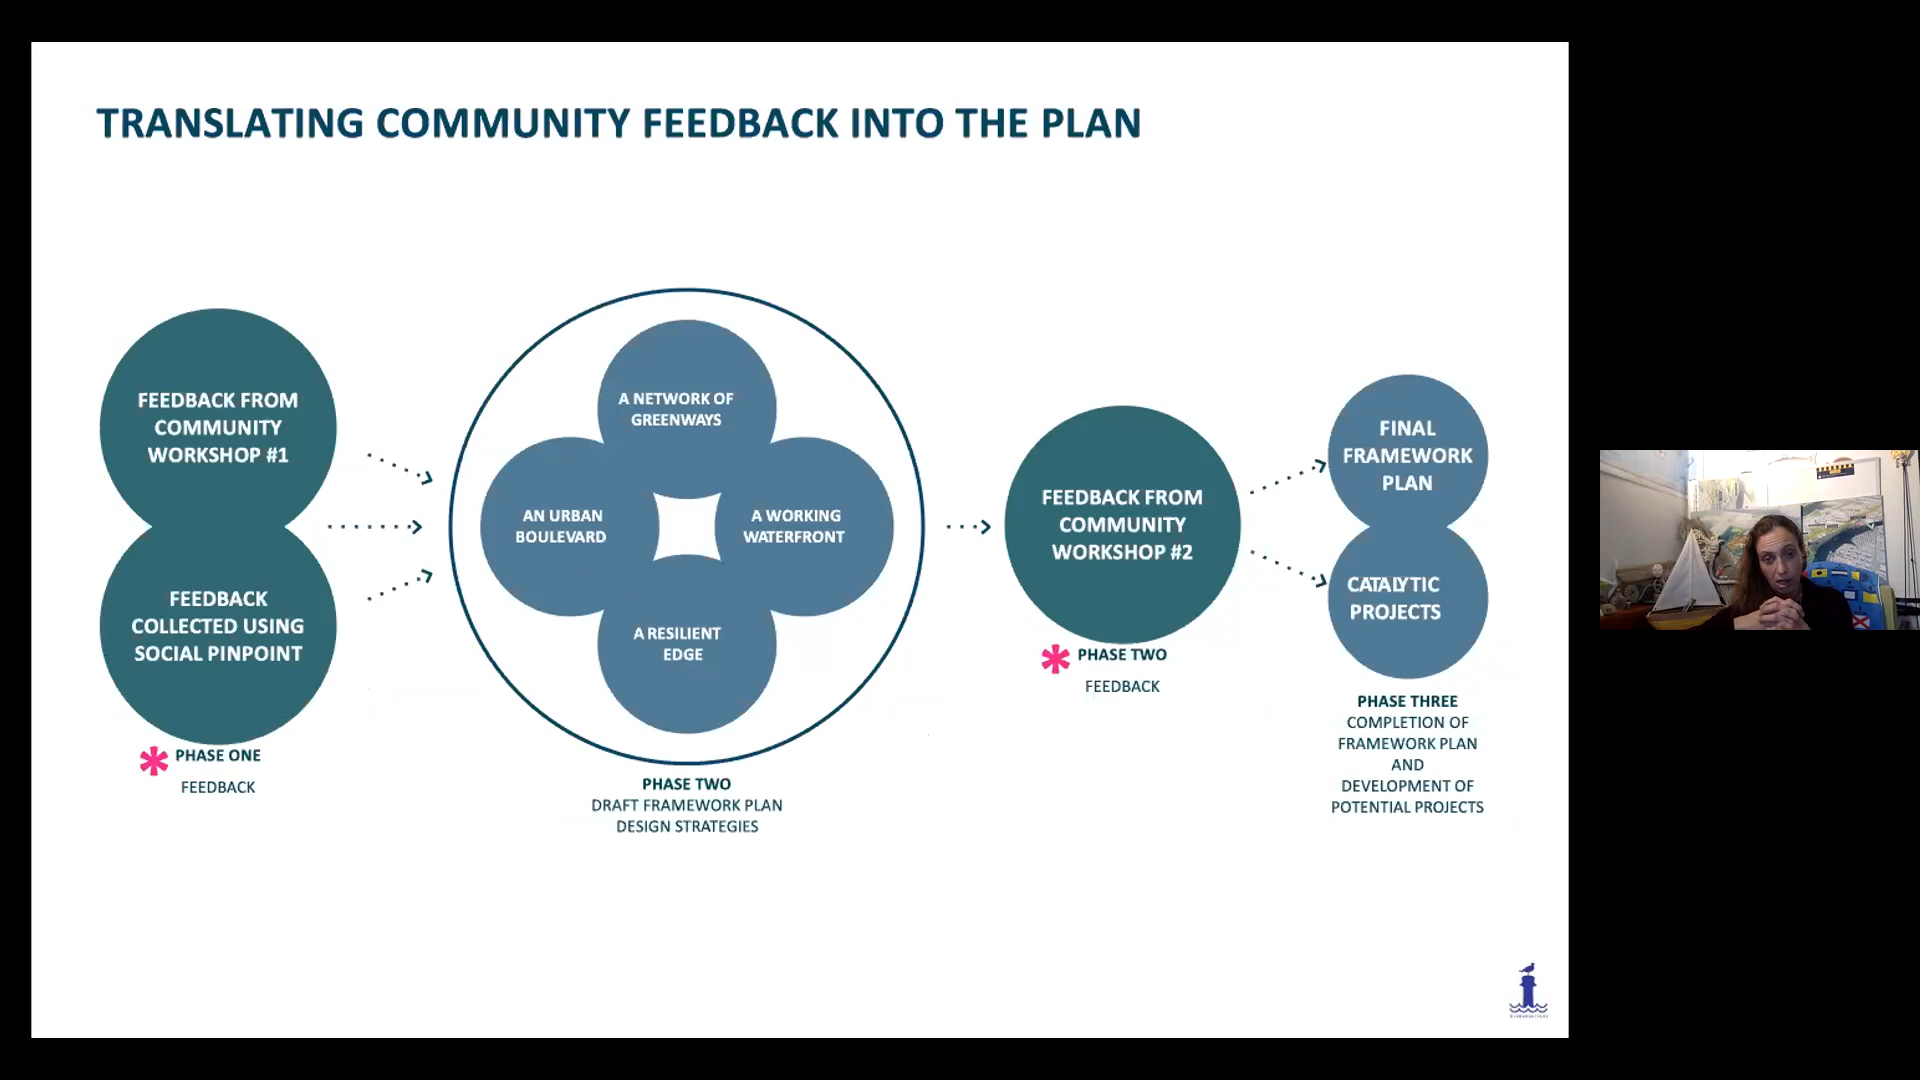 TRANSLATING COMMUNITY FEEDBACK INTO THE PLAN
FEEDBACK FROM
COMMUNITY
WORKSHOP #1
FEEDBACK
COLLECTED USING
SOCIAL PINPOINT
* PHASE ONE
FEEDBACK
A NETWORK OF
GREENWAYS
AN URBAN
BOULEVARD
A WORKING
WATERFRONT
A RESILIENT
EDGE
PHASE TWO
DRAFT FRAMEWORK PLAN
DESIGN STRATEGIES
FEEDBACK FROM
COMMUNITY
WORKSHOP #2
* PHASE TWO
FEEDBACK
FINAL
FRAMEWORK
PLAN
CATALYTIC
PROJECTS
PHASE THREE
COMPLETION OF
FRAMEWORK PLAN
AND
DEVELOPMENT OF
POTENTIAL PROJECTS